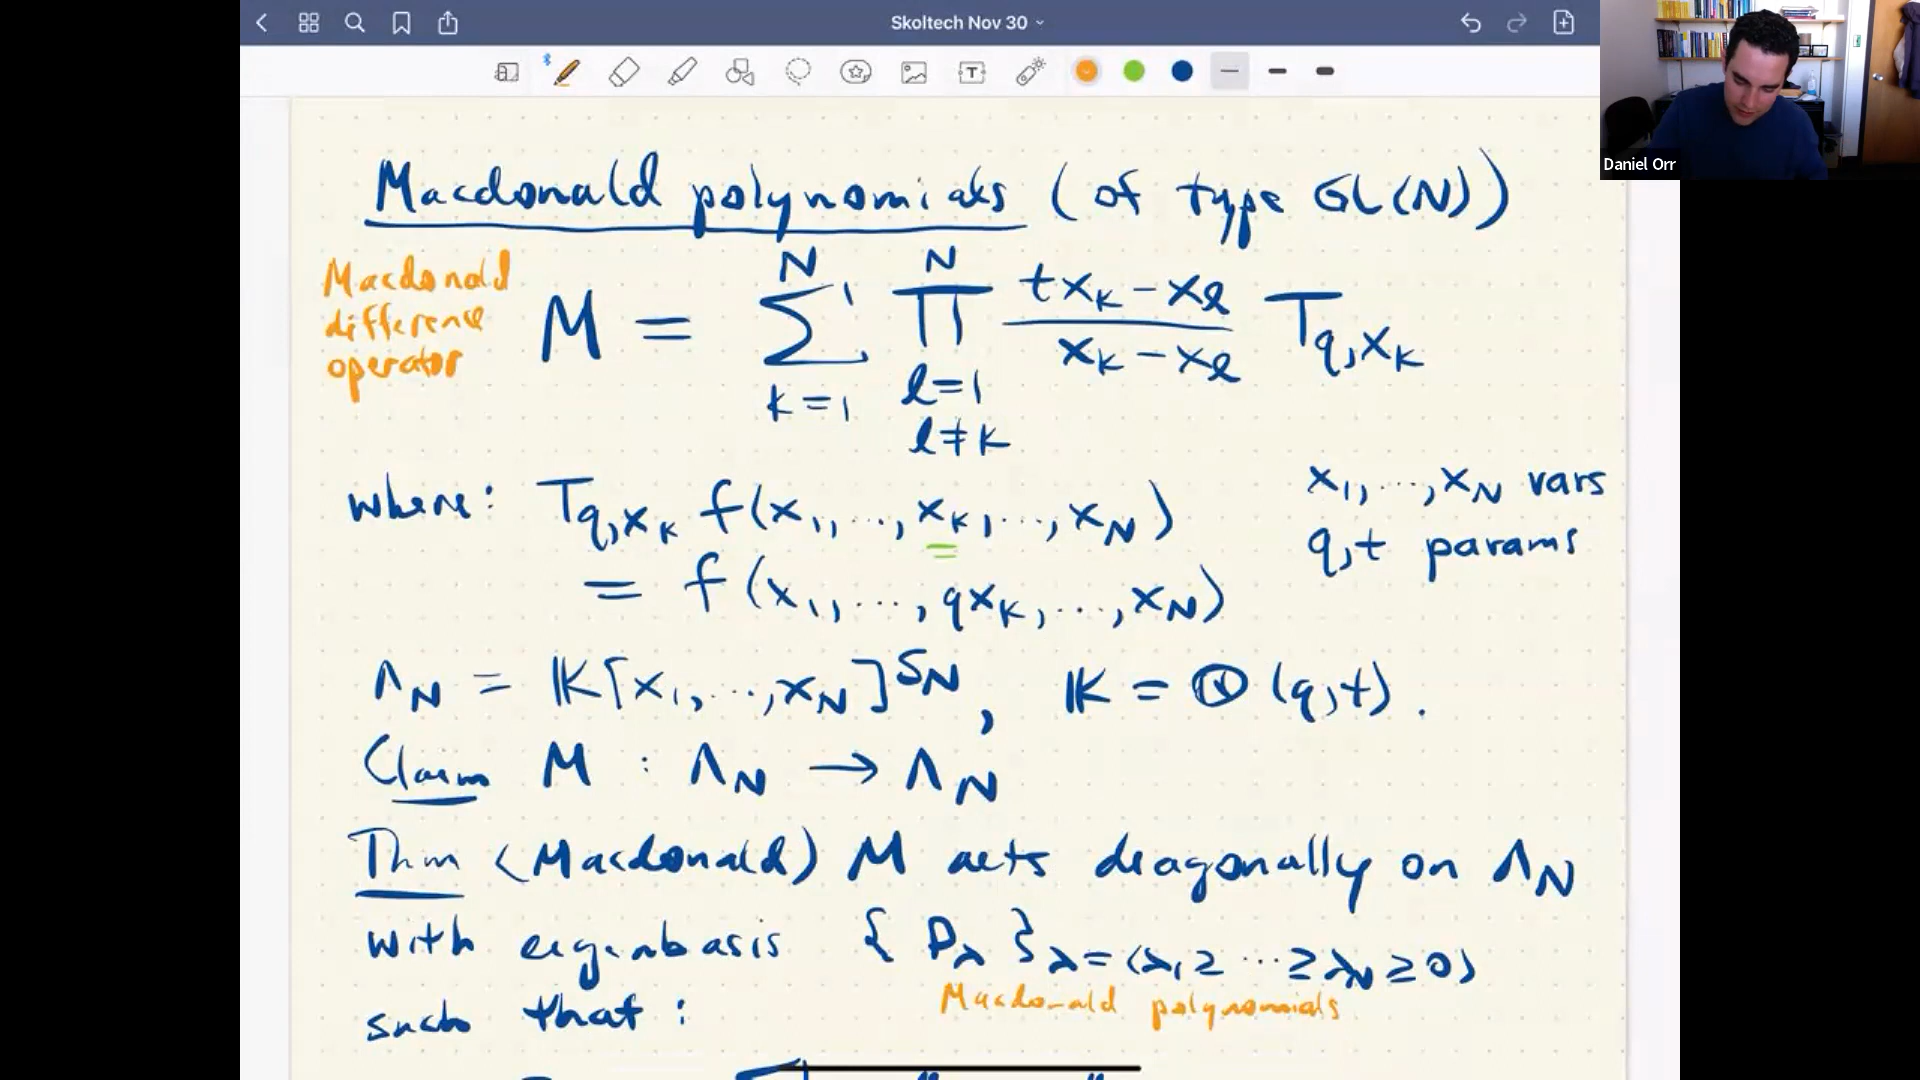 Skoltech Nov 30
Daniel Orr
Macdonald polynomials (of type GL(N))
Macdonald
difference
operator
M = \sum_{k=1}^{N} \prod_{l=1, l≠k}^{N} \frac{tx_k - x_l}{x_k - x_l} T_{q,x_k}
where: T_{q,x_k} f(x_1, ..., x_k, ..., x_N)
= f(x_1, ..., qx_k, ..., x_N)
x_1, ..., x_N vars
q,t params
Λ_N = 𝕂[x_1, ..., x_N]^{S_N}, 𝕂 = ℚ(q,t).
Claim M : Λ_N → Λ_N
Thm (Macdonald) M acts diagonally on Λ_N
with eigenbasis {P_λ}_{λ=(λ_1≥...≥λ_N≥0)}
Macdonald polynomials
such that: